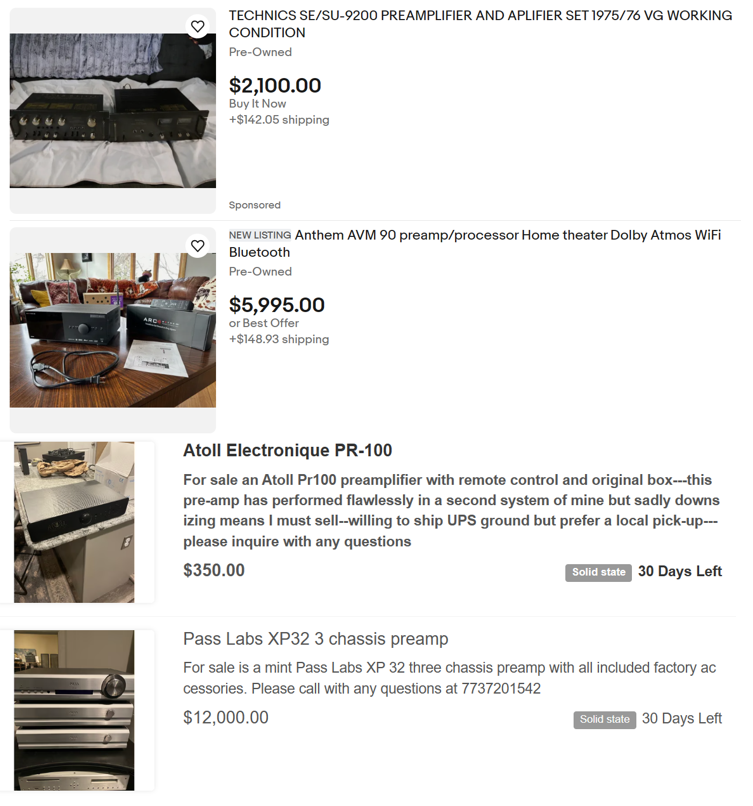 TECHNICS SE/SU-9200 PREAMPLIFIER AND APLIFIER SET 1975/76 VG WORKING
CONDITION
Pre-Owned
$2,100.00
Buy It Now
+$142.05 shipping
Sponsored
NEW LISTING Anthem AVM 90 preamp/processor Home theater Dolby Atmos WiFi
Bluetooth
Pre-Owned
$5,995.00
or Best Offer
+$148.93 shipping
ARC
Atoll Electronique PR-100
For sale an Atoll Pr100 preamplifier with remote control and original box---this
pre-amp has performed flawlessly in a second system of mine but sadly downs
izing means I must sell--willing to ship UPS ground but prefer a local pick-up---
please inquire with any questions
$350.00
Solid state 30 Days Left
Pass Labs XP32 3 chassis preamp
For sale is a mint Pass Labs XP 32 three chassis preamp with all included factory ac
cessories. Please call with any questions at 7737201542
$12,000.00
Solid state 30 Days Left